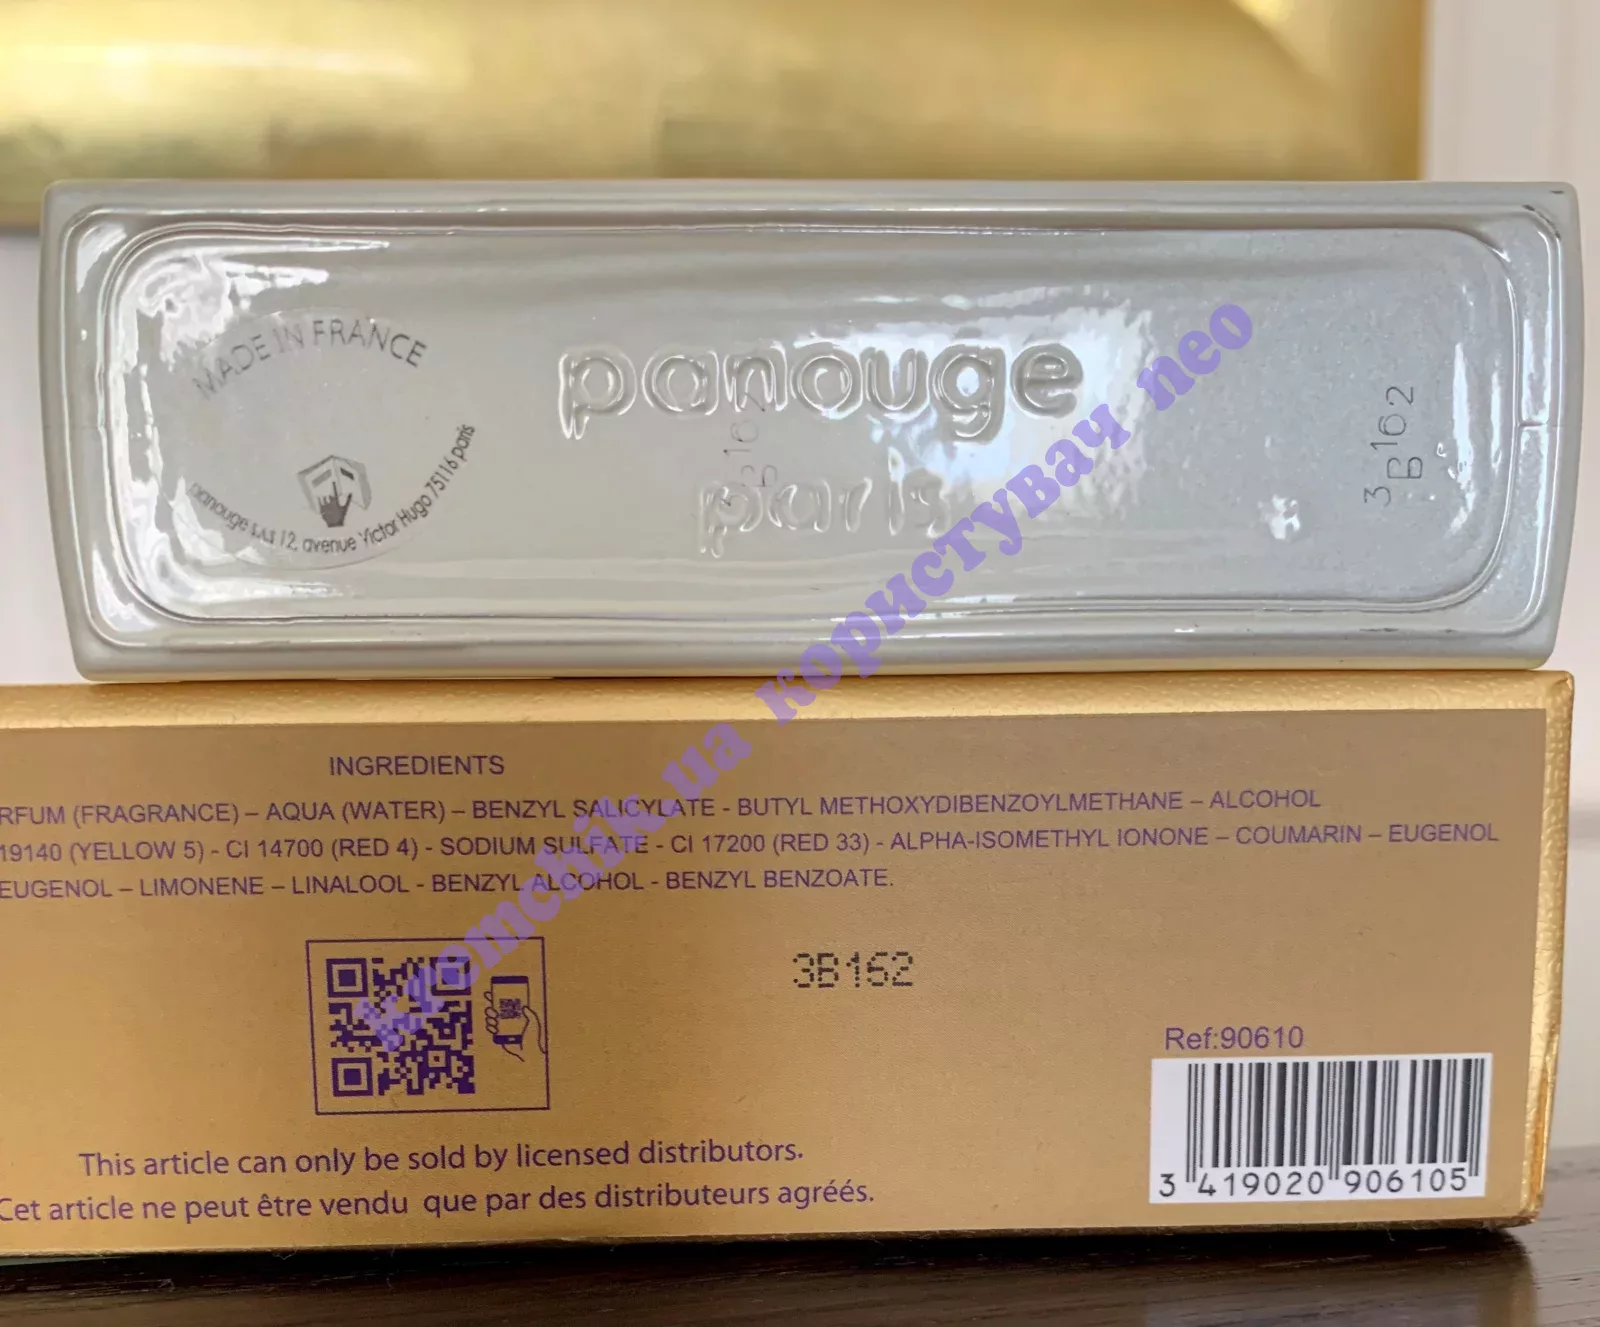 MADE IN FRANCE
panouge s.a.s 12, avenue Victor Hugo 75116 paris
panouge
paris
3B162
3B162
kremchik.ua користувач neo
INGREDIENTS
RFUM (FRAGRANCE) – AQUA (WATER) – BENZYL SALICYLATE - BUTYL METHOXYDIBENZOYLMETHANE – ALCOHOL
19140 (YELLOW 5) - CI 14700 (RED 4) - SODIUM SULFATE - CI 17200 (RED 33) - ALPHA-ISOMETHYL IONONE – COUMARIN – EUGENOL
EUGENOL – LIMONENE – LINALOOL - BENZYL ALCOHOL - BENZYL BENZOATE.
3B162
Ref:90610
3 419020 906105
This article can only be sold by licensed distributors.
Cet article ne peut être vendu que par des distributeurs agréés.